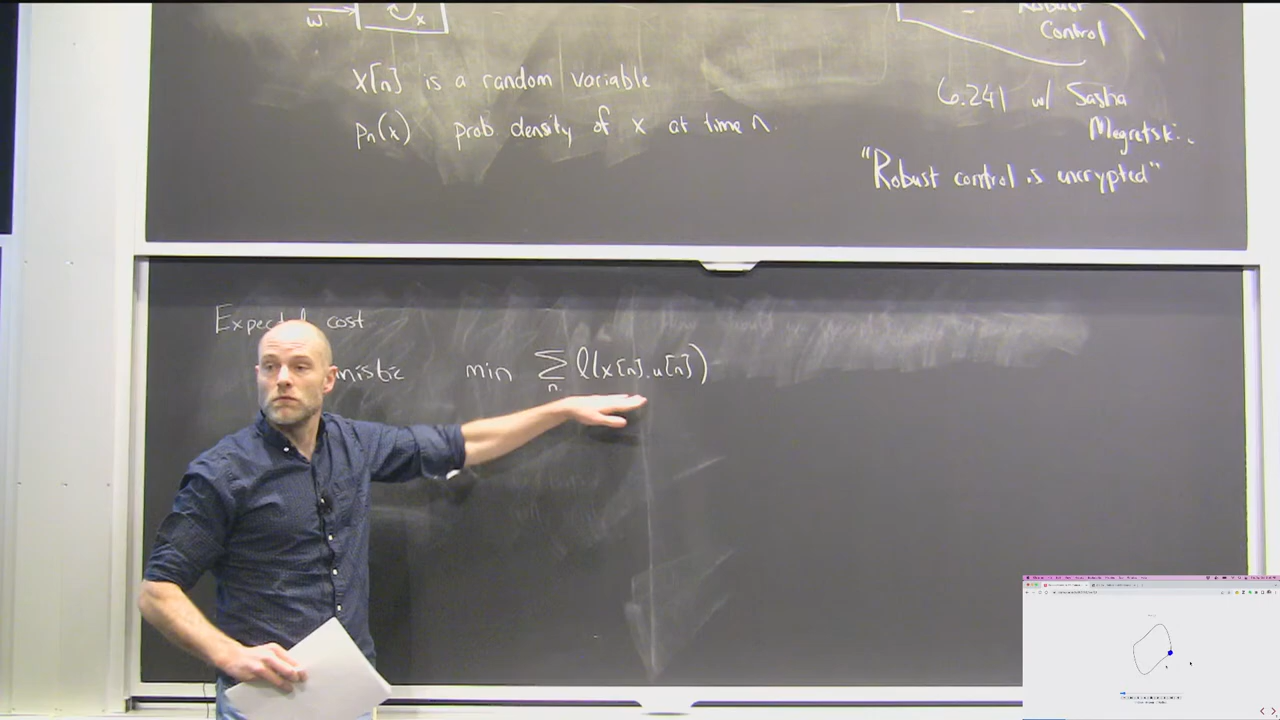 w
x
Robust
Control
x[n] is a random variable
pₙ(x) prob. density of x at time n.
6.241 w/ Sasha
Megretski
"Robust control is encrypted"
cost
min ∑ₙ l(x[n],u[n])